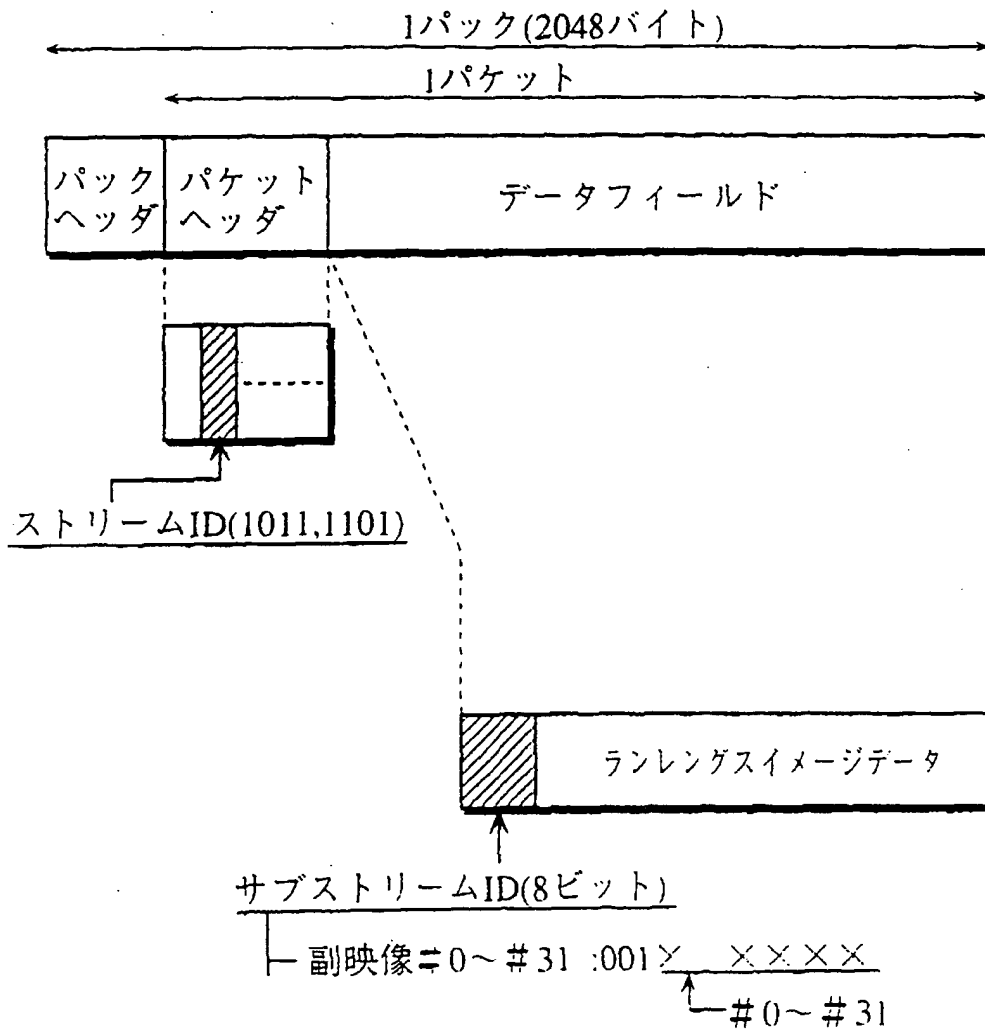 1パック(2048バイト)
1パケット
パック
ヘッダ
パケット
ヘッダ
データフィールド
ストリームID(1011,1101)
ランレングスイメージデータ
サブストリームID(8ビット)
副映像#0~#31 :001× ××××
#0~#31